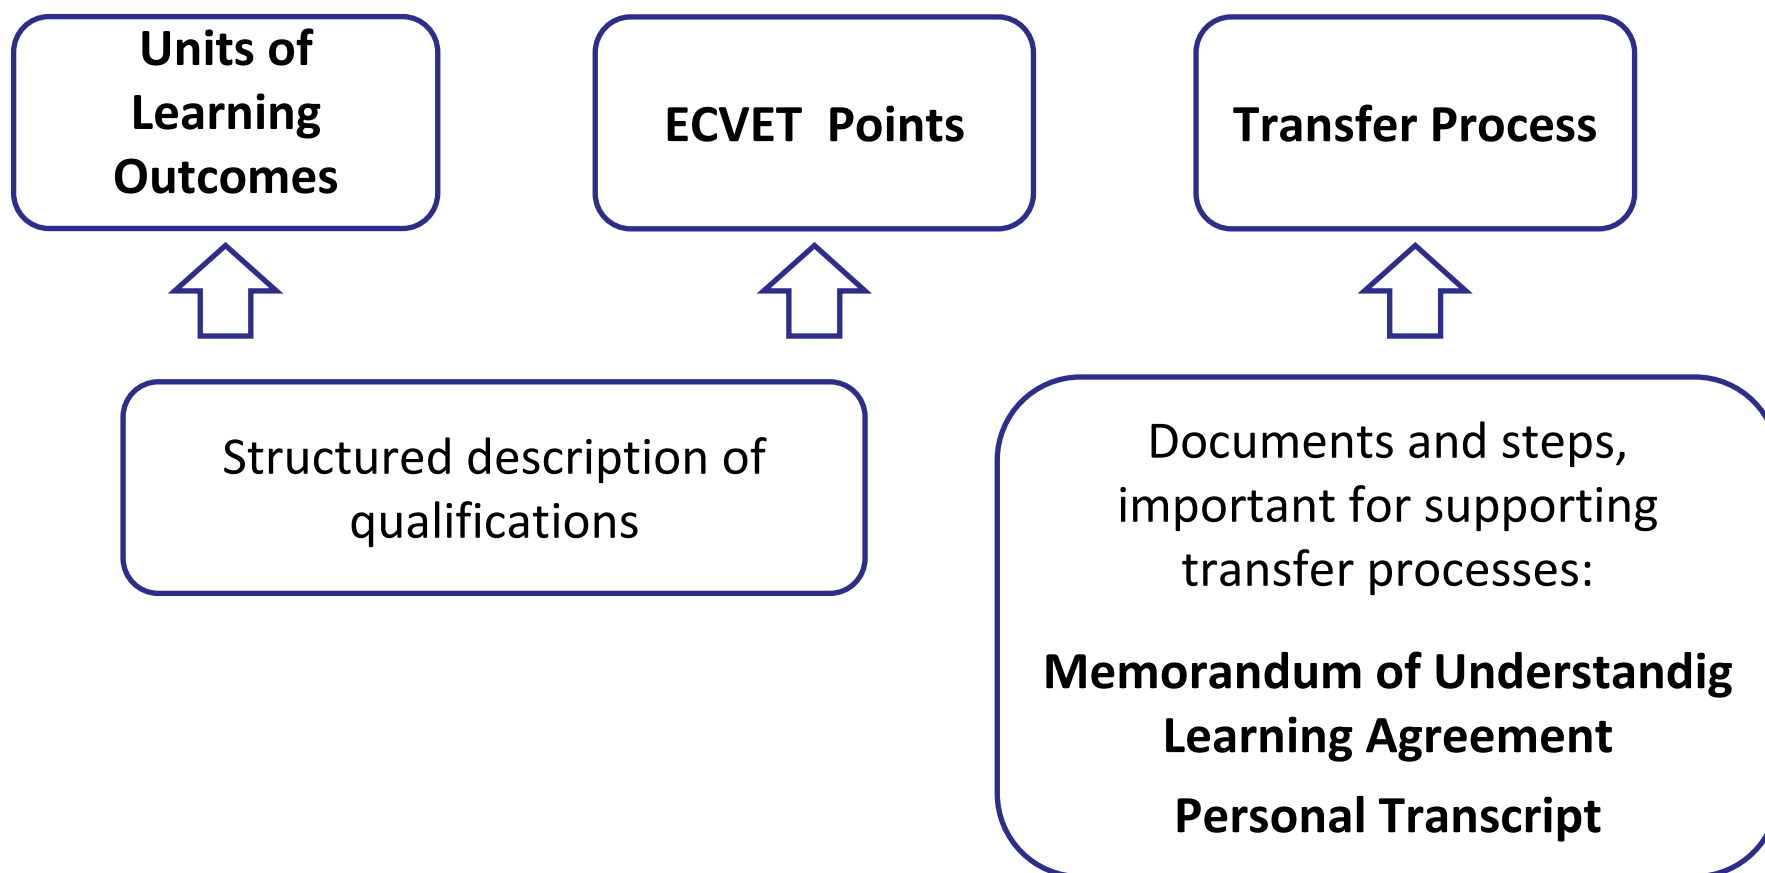 Units of
Learning
Outcomes
ECVET Points
Transfer Process
Structured description of
qualifications
Documents and steps,
important for supporting
transfer processes:
Memorandum of Understandig
Learning Agreement
Personal Transcript